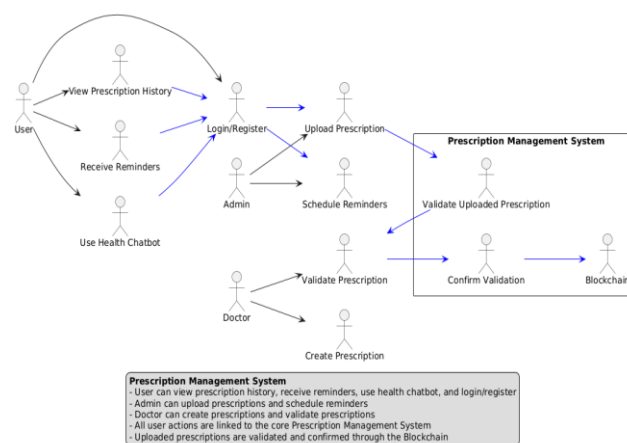 View Prescription History
User
Login/Register
Upload Prescription
Prescription Management System
Receive Reminders
Admin
Schedule Reminders
Validate Uploaded Prescription
Use Health Chatbot
Doctor
Validate Prescription
Confirm Validation
Blockchain
Create Prescription
Prescription Management System
- User can view prescription history, receive reminders, use health chatbot, and login/register
- Admin can upload prescriptions and schedule reminders
- Doctor can create prescriptions and validate prescriptions
- All user actions are linked to the core Prescription Management System
- Uploaded prescriptions are validated and confirmed through the Blockchain